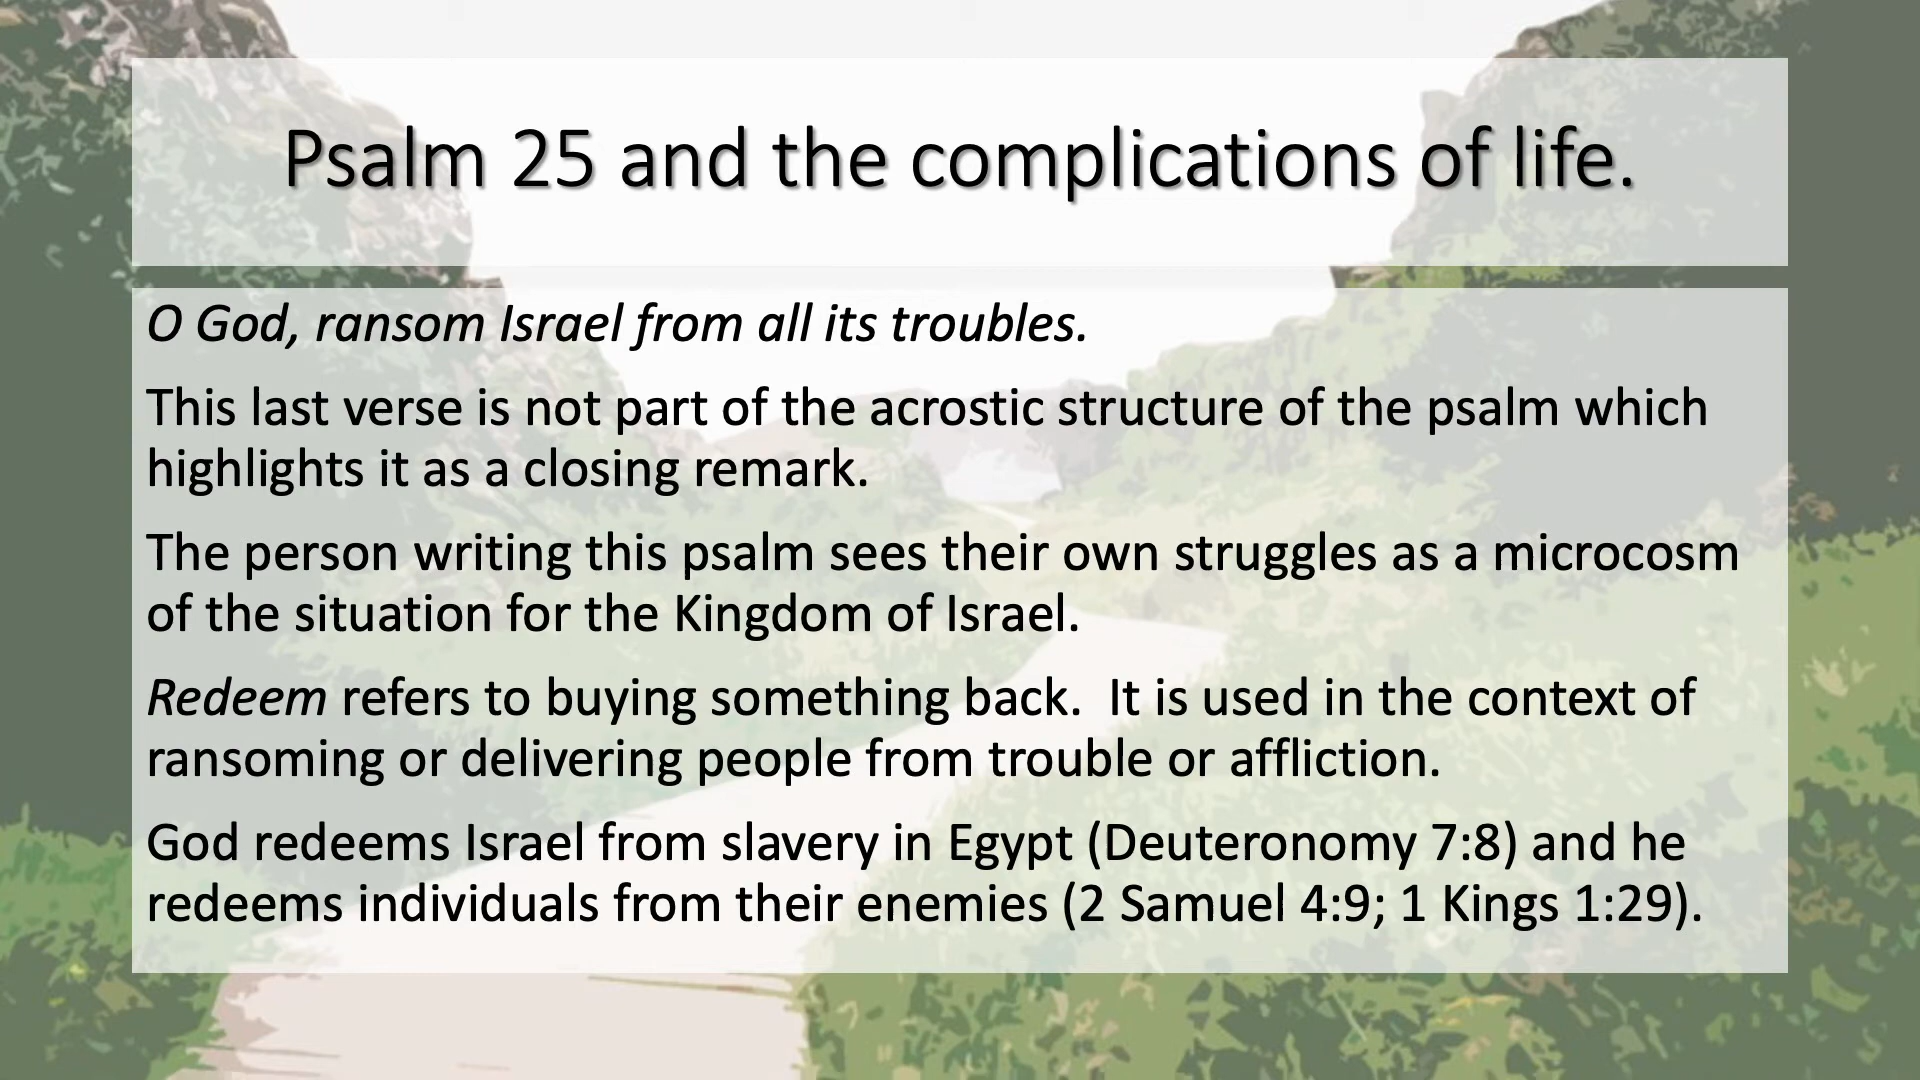 Psalm 25 and the complications of life.
O God, ransom Israel from all its troubles.
This last verse is not part of the acrostic structure of the psalm which
highlights it as a closing remark.
The person writing this psalm sees their own struggles as a microcosm
of the situation for the Kingdom of Israel.
Redeem refers to buying something back.  It is used in the context of
ransoming or delivering people from trouble or affliction.
God redeems Israel from slavery in Egypt (Deuteronomy 7:8) and he
redeems individuals from their enemies (2 Samuel 4:9; 1 Kings 1:29).